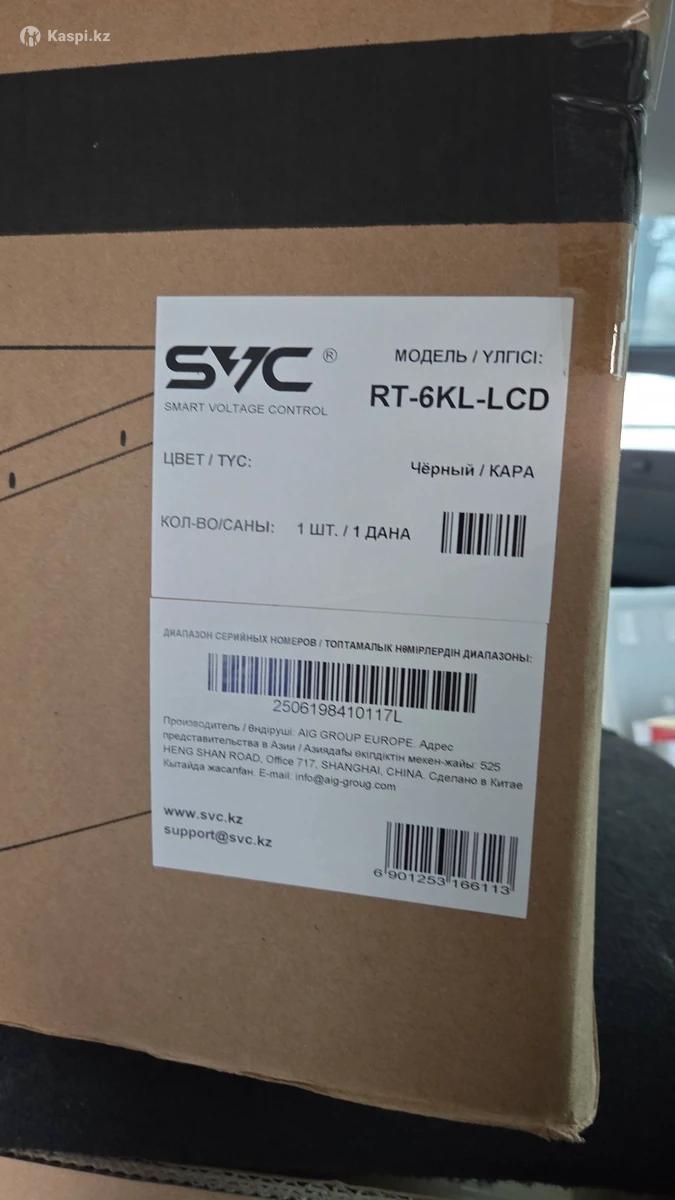 Kaspi.kz
SVC ®
SMART VOLTAGE CONTROL
МОДЕЛЬ / ҮЛГІСІ:
RT-6KL-LCD
ЦВЕТ / ТҮС:
Чёрный / КАРА
КОЛ-ВО/САНЫ: 1 ШТ. / 1 ДАНА
ДИАПАЗОН СЕРИЙНЫХ НОМЕРОВ / ТОПТАМАЛЫК НӨМІРЛЕРДІН ДИАПАЗОНЫ:
2506198410117L
Производитель / Өндіруші: AIG GROUP EUROPE. Адрес
представительства в Азии / Азиядағы өкілдіктін мекен-жайы: 525
HENG SHAN ROAD, Office 717, SHANGHAI, CHINA. Сделано в Китае
Кытайда жасалған. E-mail: info@aig-groug.com
www.svc.kz
support@svc.kz
6 901253 166113